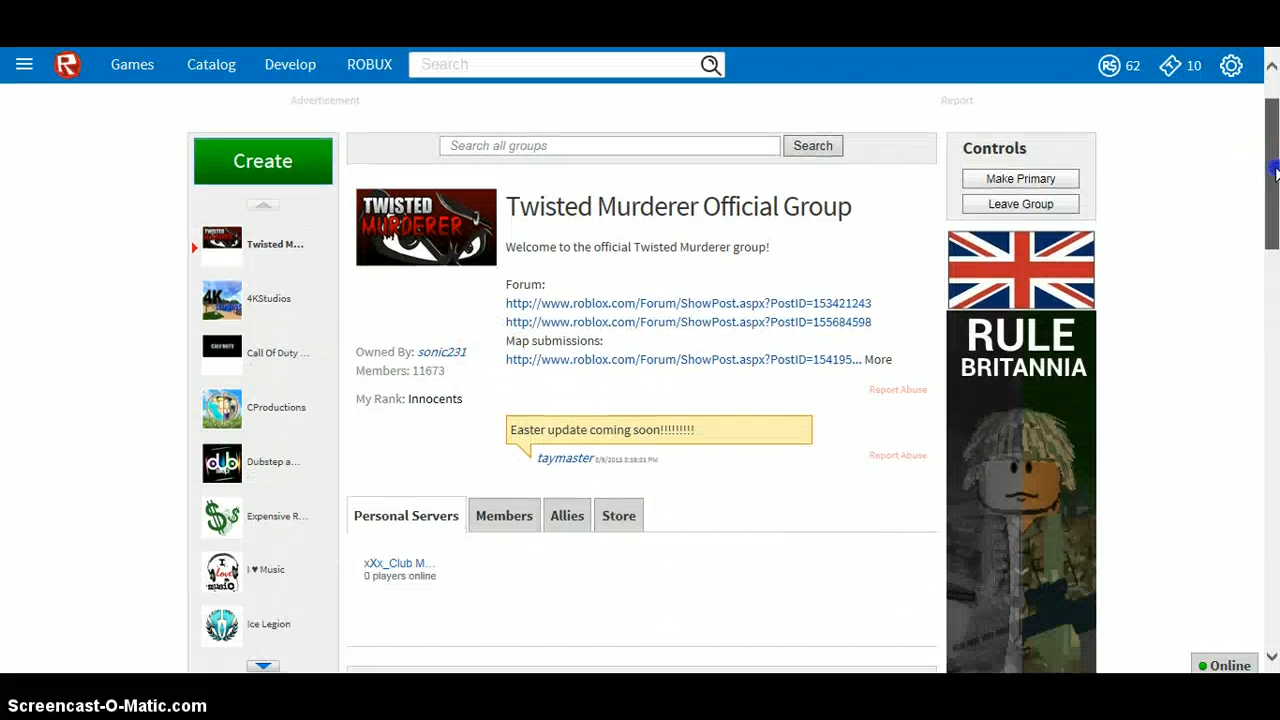 Games Catalog Develop ROBUX Search 62 10
Advertisement Report
Create
Search all groups Search
Controls
Make Primary
Leave Group
TWISTED
MURDERER
Twisted Murderer Official Group
Welcome to the official Twisted Murderer group!
Forum:
http://www.roblox.com/Forum/ShowPost.aspx?PostID=153421243
http://www.roblox.com/Forum/ShowPost.aspx?PostID=155684598
Map submissions:
http://www.roblox.com/Forum/ShowPost.aspx?PostID=154195... More
Owned By: sonic231
Members: 11673
My Rank: Innocents
Report Abuse
Easter update coming soon!!!!!!!!!
taymaster
Report Abuse
Personal Servers Members Allies Store
xXx_Club M...
0 players online
Twisted M...
4KStudios
Call Of Duty ...
CProductions
Dubstep a...
Expensive R...
I ♥ Music
Ice Legion
RULE
BRITANNIA
Online
Screencast-O-Matic.com